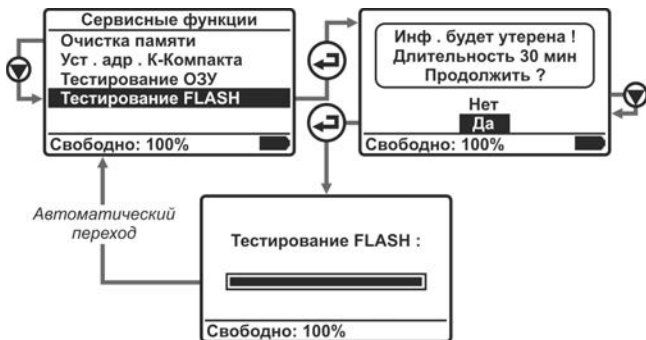 Сервисные функции
Очистка памяти
Уст . адр . К-Компакта
Тестирование ОЗУ
Тестирование FLASH
Свободно: 100%
Инф . будет утеряна !
Длительность 30 мин
Продолжить ?
Нет
Да
Свободно: 100%
Автоматический
переход
Тестирование FLASH :
Свободно: 100%